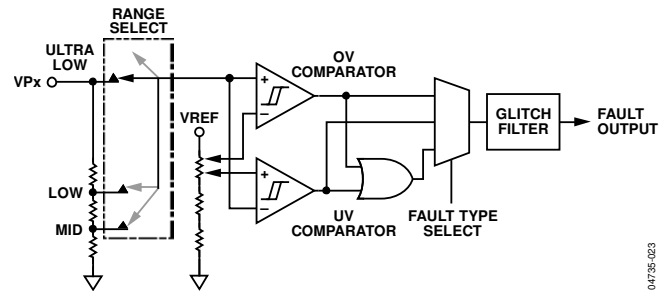 RANGE
SELECT
ULTRA
LOW
VPx
LOW
MID
VREF
+
–
+
–
OV
COMPARATOR
UV
COMPARATOR
FAULT TYPE
SELECT
GLITCH
FILTER
FAULT
OUTPUT
04735-023